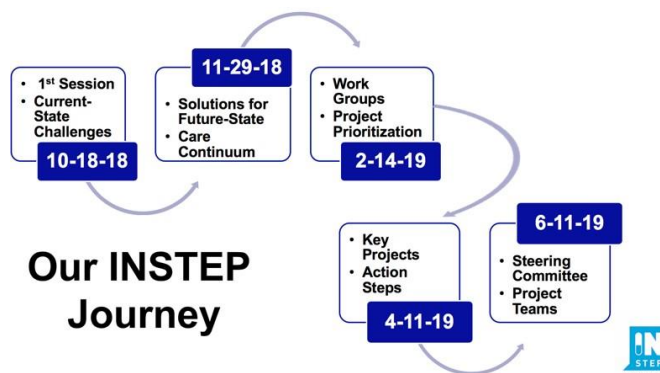 • 1st Session
• Current-
State
Challenges
10-18-18
11-29-18
• Solutions for
Future-State
• Care
Continuum
• Work
Groups
• Project
Prioritization
2-14-19
• Key
Projects
• Action
Steps
4-11-19
6-11-19
• Steering
Committee
• Project
Teams
Our INSTEP
Journey
IN
STEP